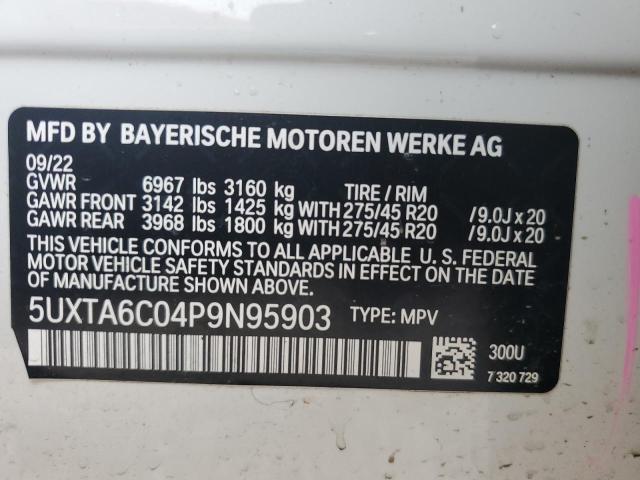 MFD BY BAYERISCHE MOTOREN WERKE AG
09/22
GVWR 6967 lbs 3160 kg TIRE / RIM
GAWR FRONT 3142 lbs 1425 kg WITH 275/45 R20 / 9.0J x 20
GAWR REAR 3968 lbs 1800 kg WITH 275/45 R20 / 9.0J x 20
THIS VEHICLE CONFORMS TO ALL APPLICABLE U. S. FEDERAL
MOTOR VEHICLE SAFETY STANDARDS IN EFFECT ON THE DATE
OF MANUFACTURE SHOWN ABOVE.
5UXTA6C04P9N95903 TYPE: MPV
300U
7 320 729